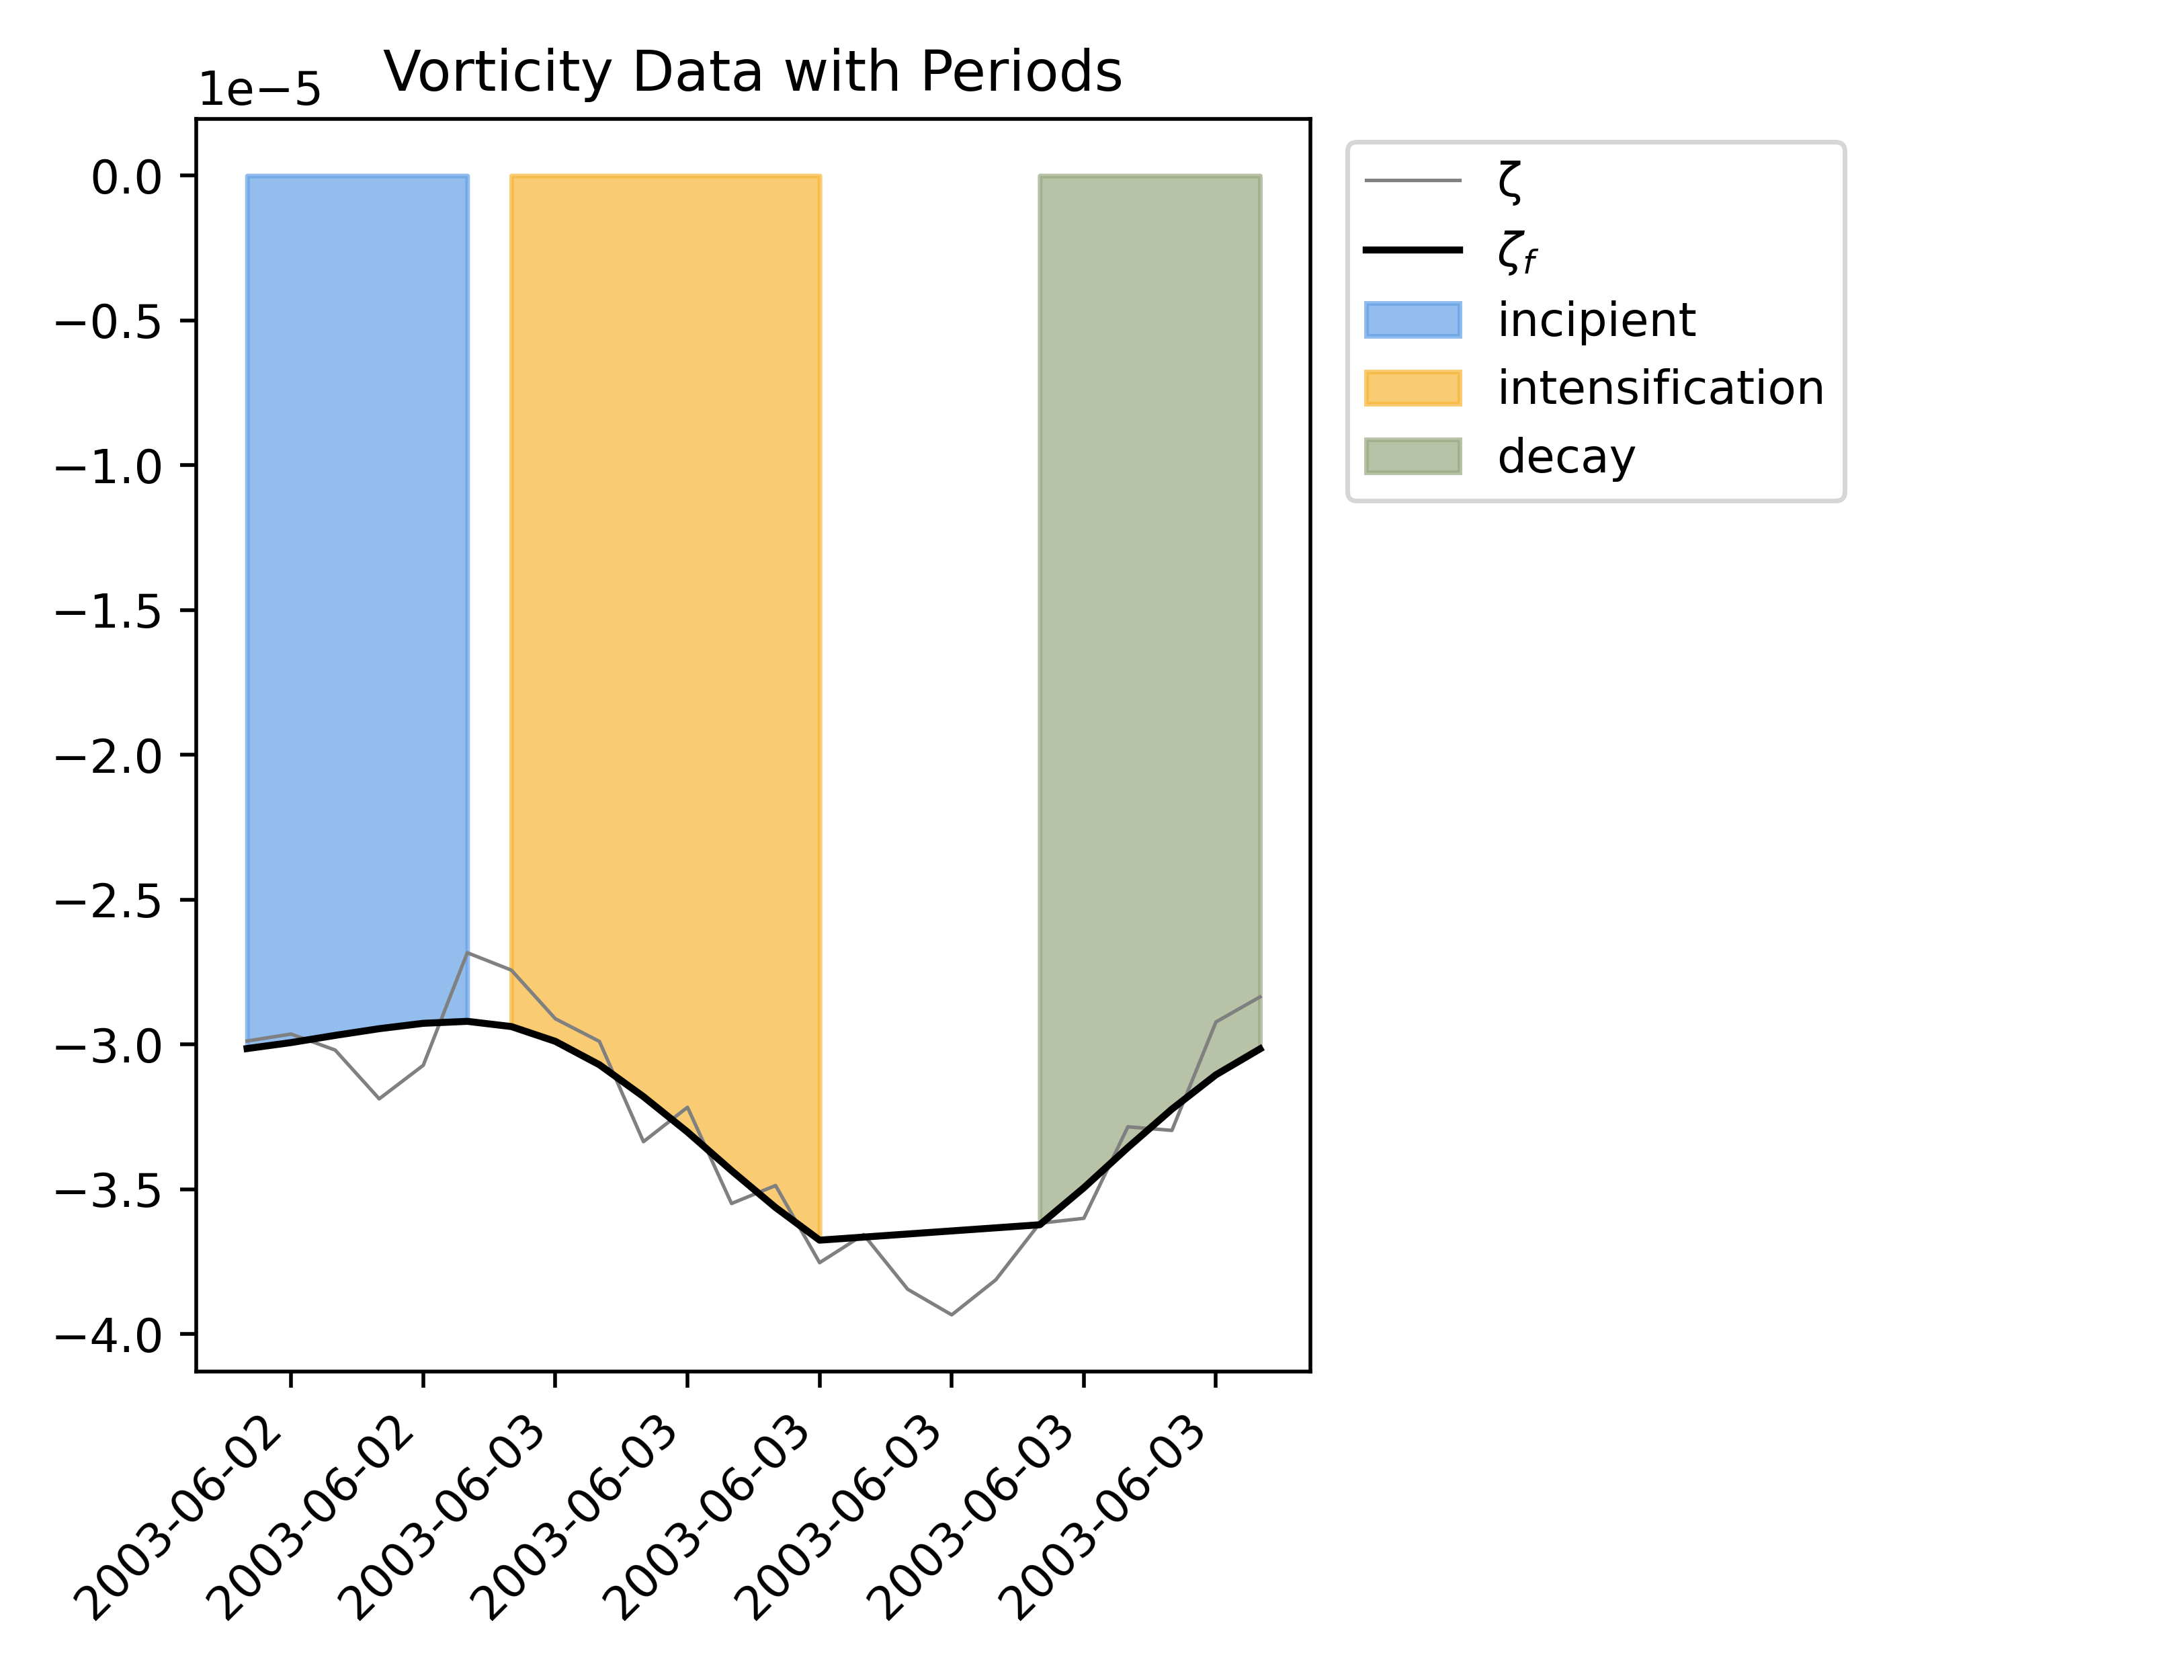 Vorticity Data with Periods
1e−5
0.0
−0.5
−1.0
−1.5
−2.0
−2.5
−3.0
−3.5
−4.0
2003-06-02
2003-06-02
2003-06-03
2003-06-03
2003-06-03
2003-06-03
2003-06-03
2003-06-03
ζ
ζf
incipient
intensification
decay